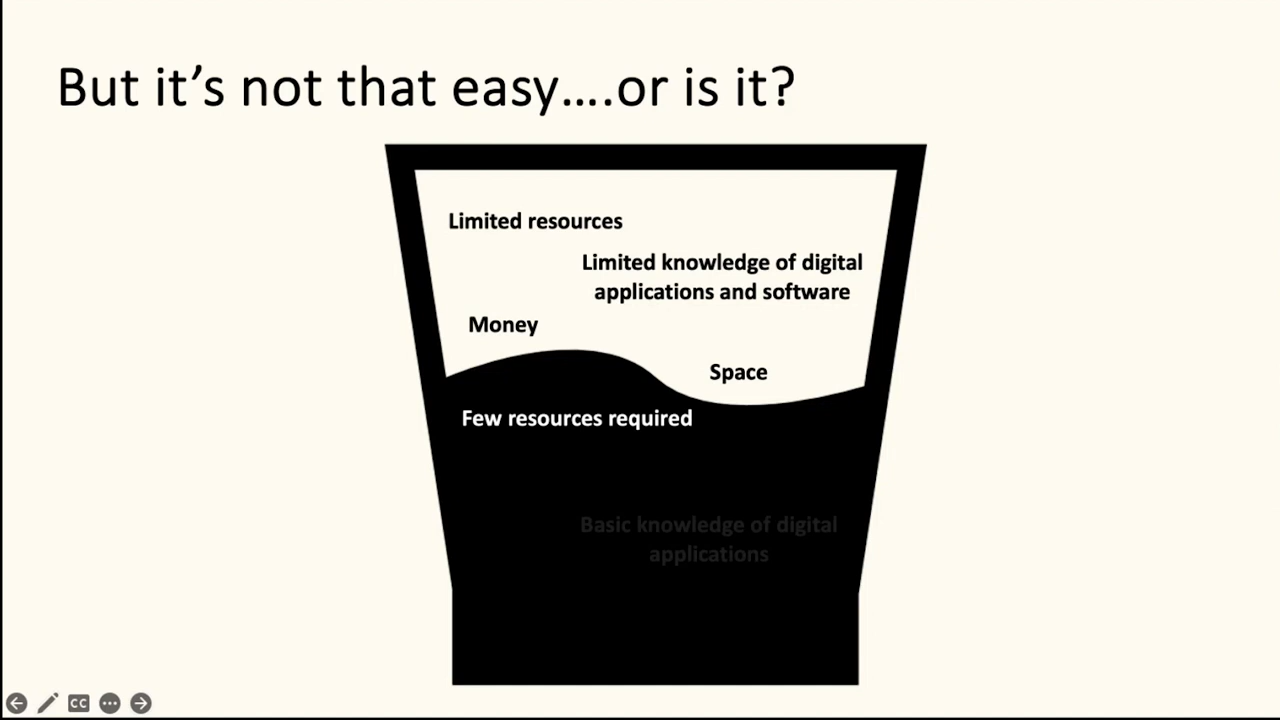 But it's not that easy….or is it?
Limited resources
Limited knowledge of digital
applications and software
Money
Space
Few resources required
Basic knowledge of digital
applications
CC